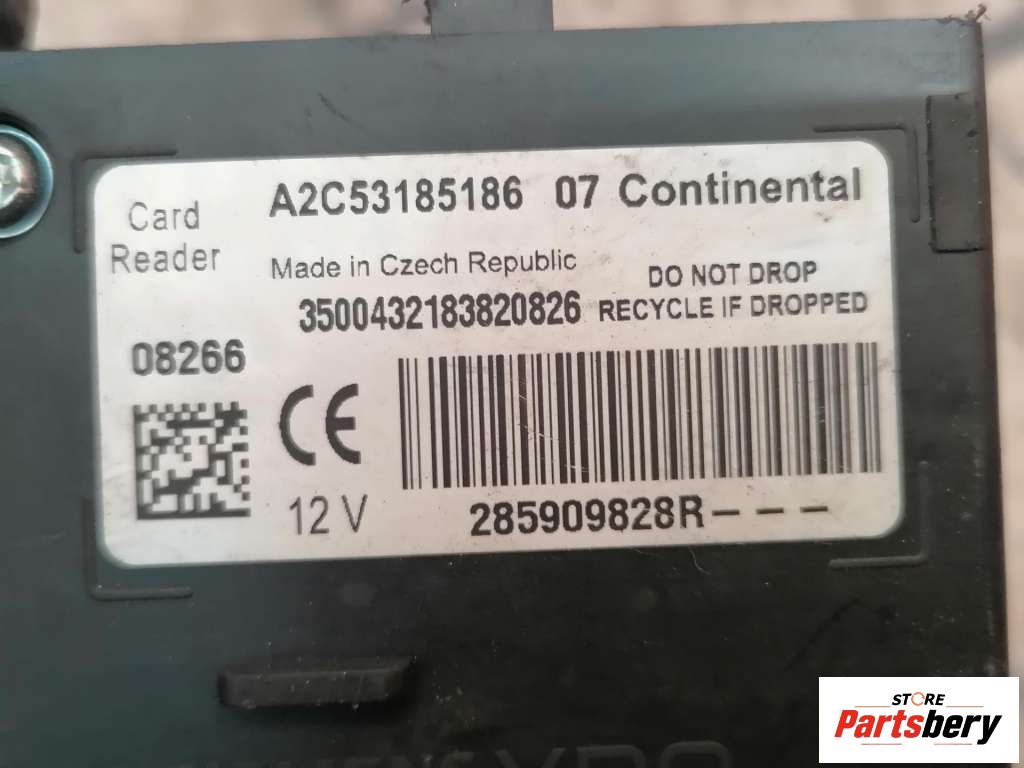 Card
Reader
A2C53185186 07 Continental
Made in Czech Republic
DO NOT DROP
3500432183820826 RECYCLE IF DROPPED
08266
CE
12 V
285909828R---
STORE
Partsbery